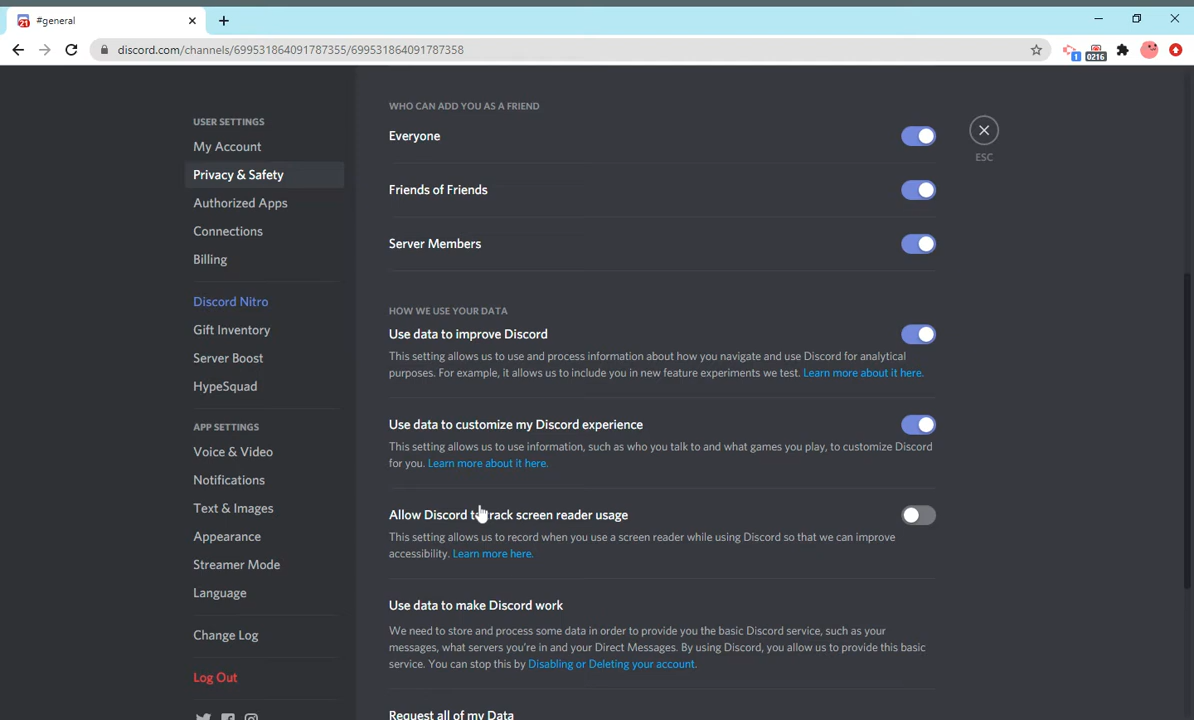 21
#general
discord.com/channels/699531864091787355/699531864091787358
1
0216
WHO CAN ADD YOU AS A FRIEND
USER SETTINGS
Everyone
My Account
ESC
Privacy & Safety
Friends of Friends
Authorized Apps
Connections
Server Members
Billing
Discord Nitro
HOW WE USE YOUR DATA
Gift Inventory
Use data to improve Discord
Server Boost
This setting allows us to use and process information about how you navigate and use Discord for analytical
purposes. For example, it allows us to include you in new feature experiments we test. Learn more about it here.
HypeSquad
APP SETTINGS
Use data to customize my Discord experience
Voice & Video
This setting allows us to use information, such as who you talk to and what games you play, to customize Discord
for you. Learn more about it here.
Notifications
Text & Images
Allow Discord to track screen reader usage
Appearance
This setting allows us to record when you use a screen reader while using Discord so that we can improve
accessibility. Learn more here.
Streamer Mode
Language
Use data to make Discord work
Change Log
We need to store and process some data in order to provide you the basic Discord service, such as your
messages, what servers you're in and your Direct Messages. By using Discord, you allow us to provide this basic
service. You can stop this by Disabling or Deleting your account.
Log Out
Request all of my Data